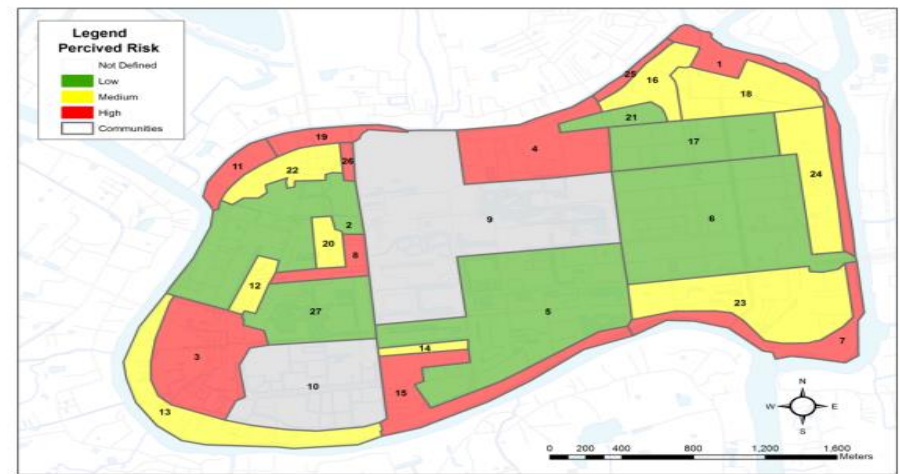 Legend
Percived Risk
Not Defined
Low
Medium
High
Communities
1
25
16
18
21
19
11
26
4
17
22
24
2
9
6
20
8
12
27
5
23
14
7
3
10
15
13
N
W E
S
0 200 400 800 1,200 1,600
Meters